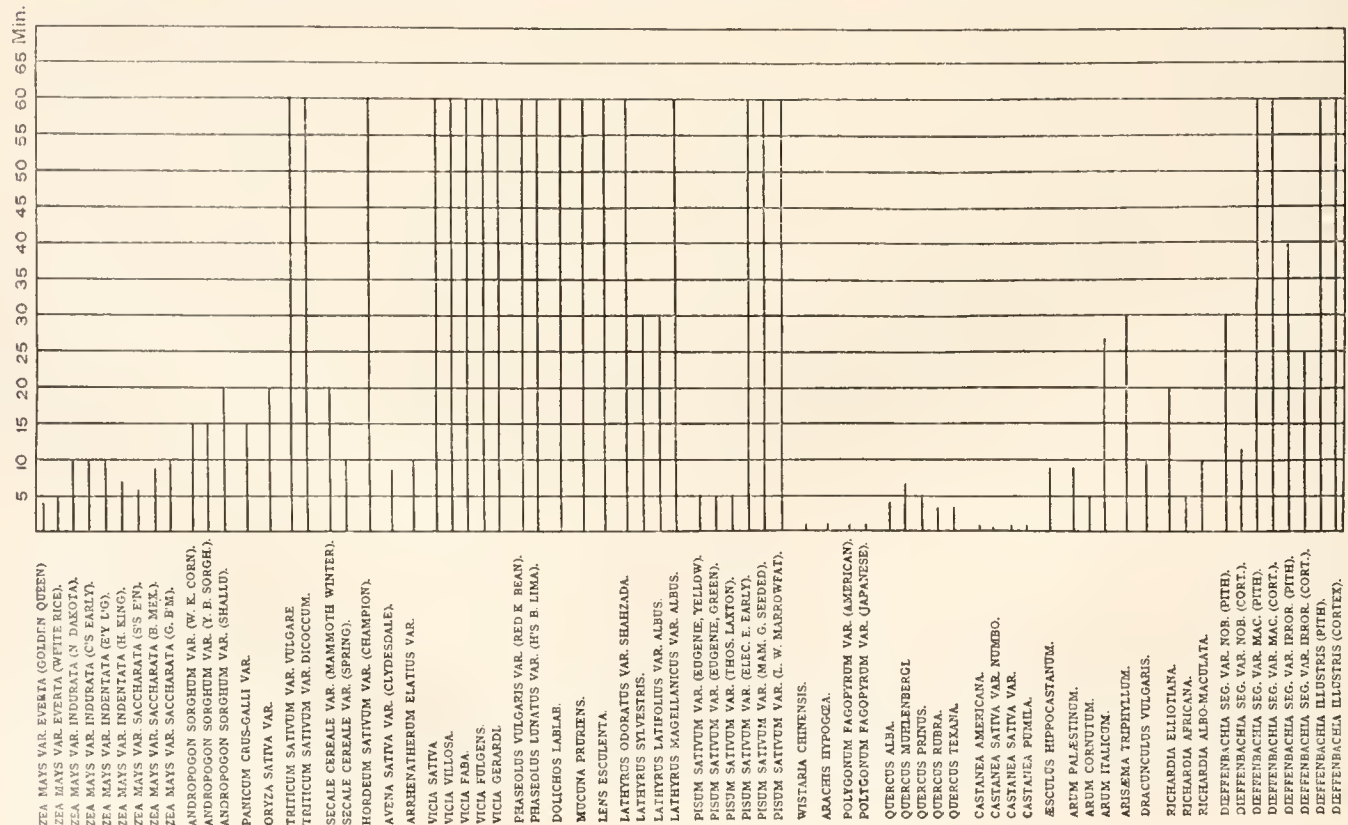 5 10 15 20 25 30 35 40 45 50 55 60 65 Min.
ZEA MAYS VAR. EVERTA (GOLDEN QUEEN)
ZEA MAYS VAR. EVERTA (WHITE RICE).
ZEA MAYS VAR. INDURATA (N DAKOTA).
ZEA MAYS VAR. INDURATA (C'S EARLY).
ZEA MAYS VAR. INDENTATA (E'Y L'G).
ZEA MAYS VAR. INDENTATA (H. KING).
ZEA MAYS VAR. SACCHARATA (S'S E'N).
ZEA MAYS VAR. SACCHARATA (B. MEX.)
ZEA MAYS VAR. SACCHARATA (G. B'M).
ANDROPOGON SORGHUM VAR. (W. K. CORN).
ANDROPOGON SORGHUM VAR. (Y. B. SORGH.)
ANDROPOGON SORGHUM VAR. (SHALLU).
PANICUM CRUS-GALLI VAR.
ORYZA SATIVA VAR.
TRITICUM SATIVUM VAR. VULGARE
TRITICUM SATIVUM VAR. DICOCCUM.
SECALE CEREALE VAR. (MAMMOTH WINTER).
SECALE CEREALE VAR. (SPRING).
HORDEUM SATIVUM VAR. (CHAMPION).
AVENA SATIVA VAR. (CLYDESDALE).
ARRHENATHERUM ELATIUS VAR.
VICIA SATIVA
VICIA VILLOSA.
VICIA FABA.
VICIA FULGENS.
VICIA GERARDI.
PHASEOLUS VULGARIS VAR. (RED K BEAN).
PHASEOLUS LUNATUS VAR. (H'S B. LIMA).
DOLICHOS LABLAB.
MUCUNA PRURIENS.
LENS ESCULENTA.
LATHYRUS ODORATUS VAR. SHAHZADA.
LATHYRUS SYLVESTRIS.
LATHYRUS LATIFOLIUS VAR. ALBUS.
LATHYRUS MAGELLANICUS VAR. ALBUS.
PISUM SATIVUM VAR. (EUGENIE, YELLOW).
PISUM SATIVUM VAR. (EUGENIE, GREEN).
PISUM SATIVUM VAR. (THOS. LAXTON).
PISUM SATIVUM VAR. (ELEC. E. EARLY).
PISUM SATIVUM VAR. (MAM. G. SEEDED).
PISUM SATIVUM VAR. (L. W. MARROWFAT).
WISTARIA CHINENSIS.
ARACHIS HYPOGŒA.
POLYGONUM FAGOPYRUM VAR. (AMERICAN).
POLYGONUM FAGOPYRUM VAR. (JAPANESE).
QUERCUS ALBA.
QUERCUS MUHLENBERGI.
QUERCUS PRINUS.
QUERCUS RUBRA.
QUERCUS TEXANA.
CASTANEA AMERICANA.
CASTANEA SATIVA VAR. NUMBO.
CASTANEA SATIVA VAR.
CASTANEA PUMILA.
ÆSCULUS HIPPOCASTANUM.
ARUM PALÆSTINUM.
ARUM CORNUTUM.
ARUM ITALICUM.
ARISÆMA TRIPHYLLUM.
DRACUNCULUS VULGARIS.
RICHARDIA ELLIOTIANA.
RICHARDIA AFRICANA.
RICHARDIA ALBO-MACULATA.
DIEFFENBACHIA SEG. VAR. NOB. (PITH).
DIEFFENBACHIA SEG. VAR. NOB. (CORT.).
DIEFFENBACHIA SEG. VAR. MAC. (PITH).
DIEFFENBACHIA SEG. VAR. MAC. (CORT.).
DIEFFENBACHIA SEG. VAR. IRROR. (PITH).
DIEFFENBACHIA SEG. VAR. IRROR. (CORT.).
DIEFFENBACHIA ILLUSTRIS (PITH).
DIEFFENBACHIA ILLUSTRIS (CORTEX).